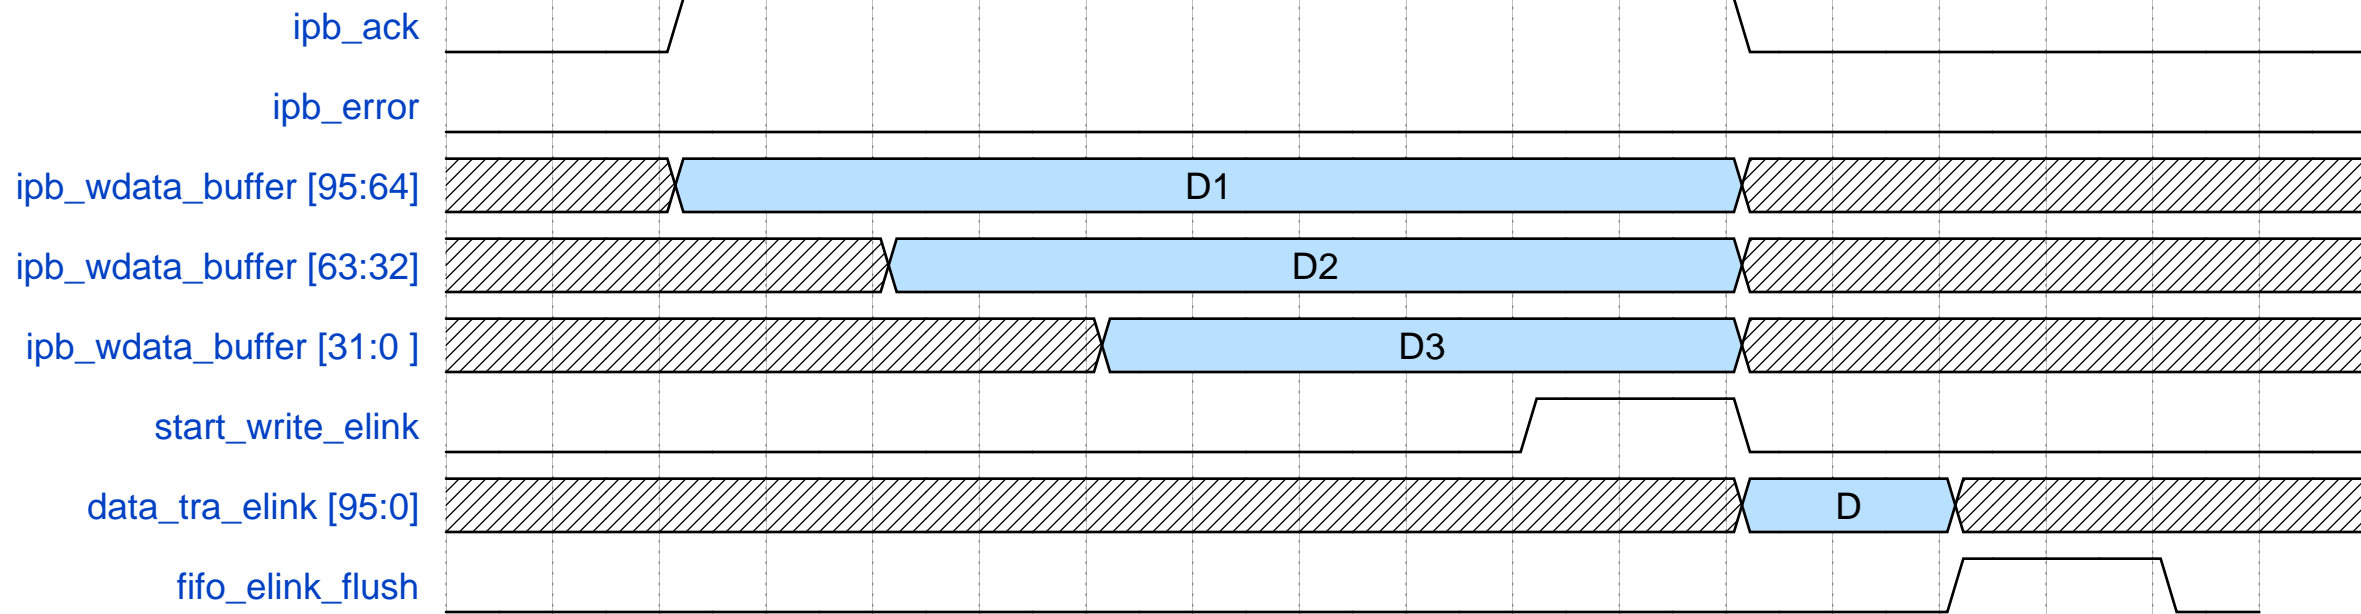 ipb_ack
ipb_error
ipb_wdata_buffer [95:64] D1
ipb_wdata_buffer [63:32] D2
ipb_wdata_buffer [31:0 ] D3
start_write_elink
data_tra_elink [95:0] D
fifo_elink_flush